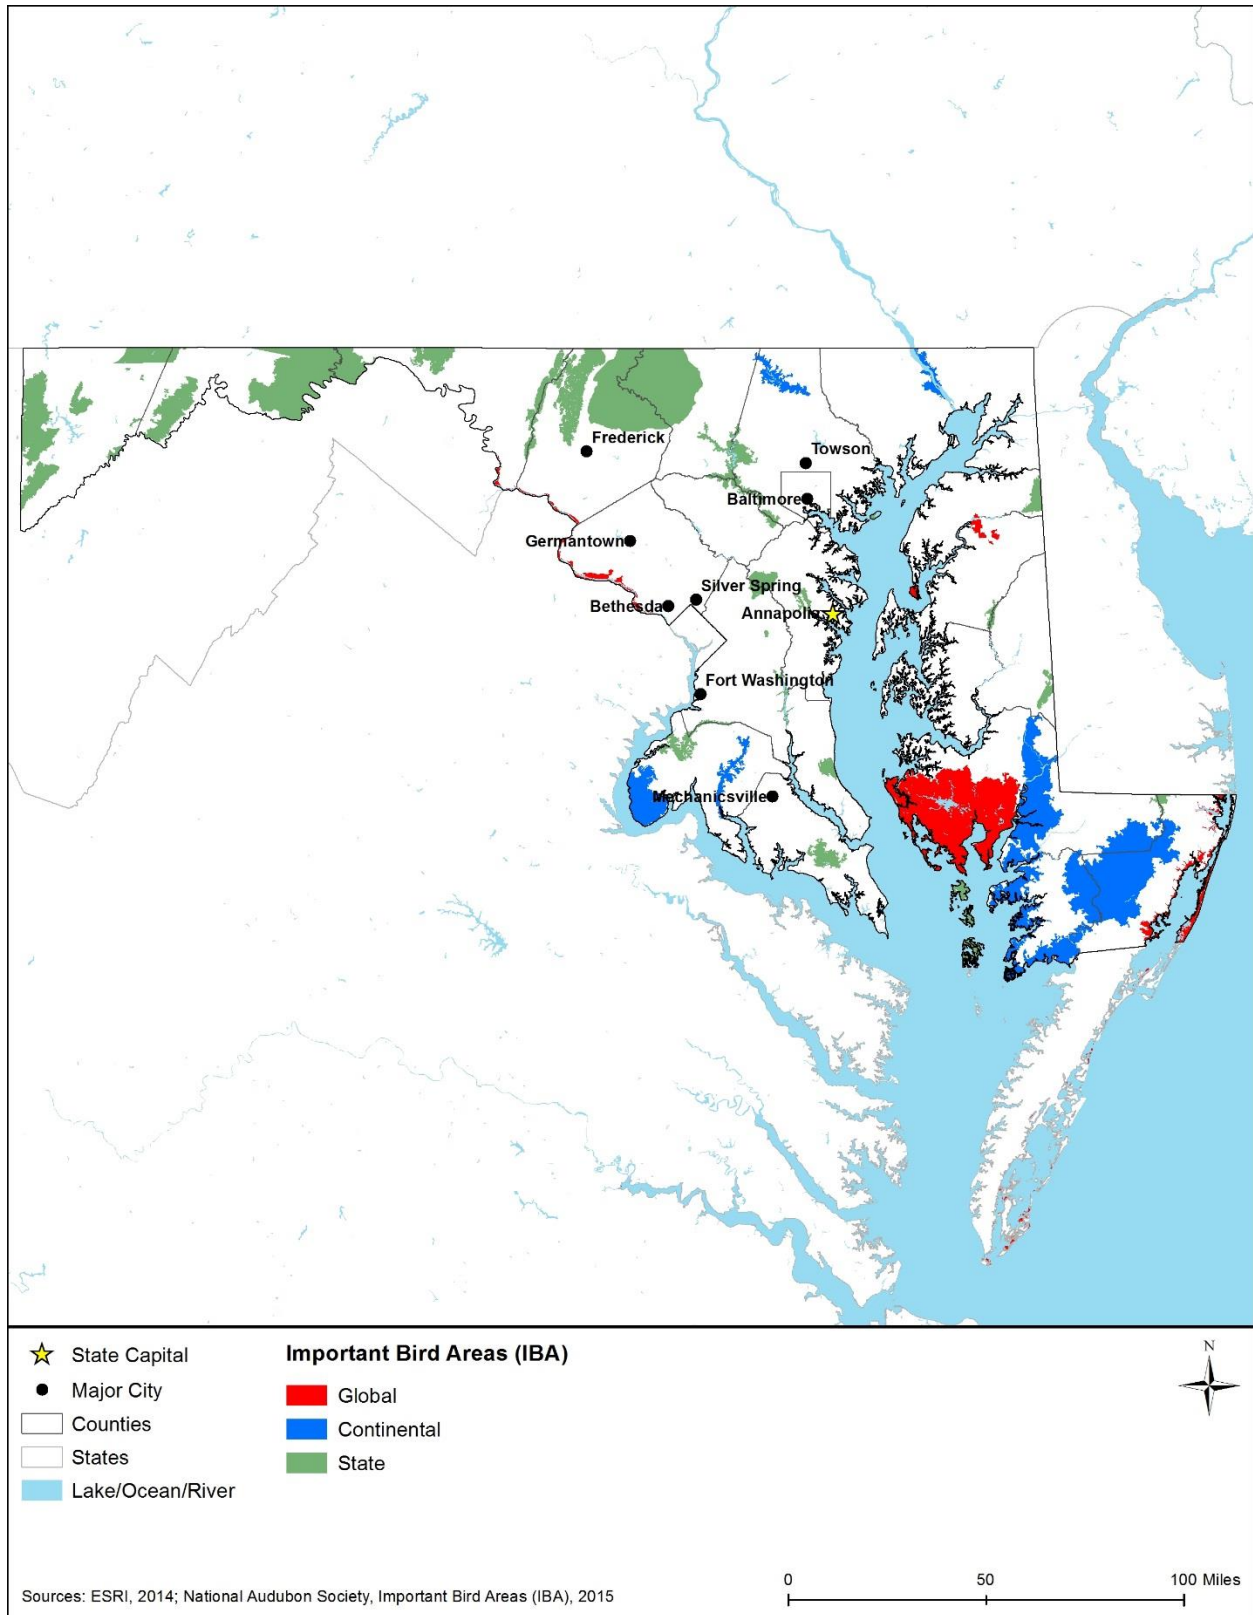 Frederick
Towson
Baltimore
Germantown
Silver Spring
Bethesda
Annapolis
Fort Washington
Mechanicsville
State Capital
Major City
Counties
States
Lake/Ocean/River
Important Bird Areas (IBA)
Global
Continental
State
N
Sources: ESRI, 2014; National Audubon Society, Important Bird Areas (IBA), 2015
0 50 100 Miles